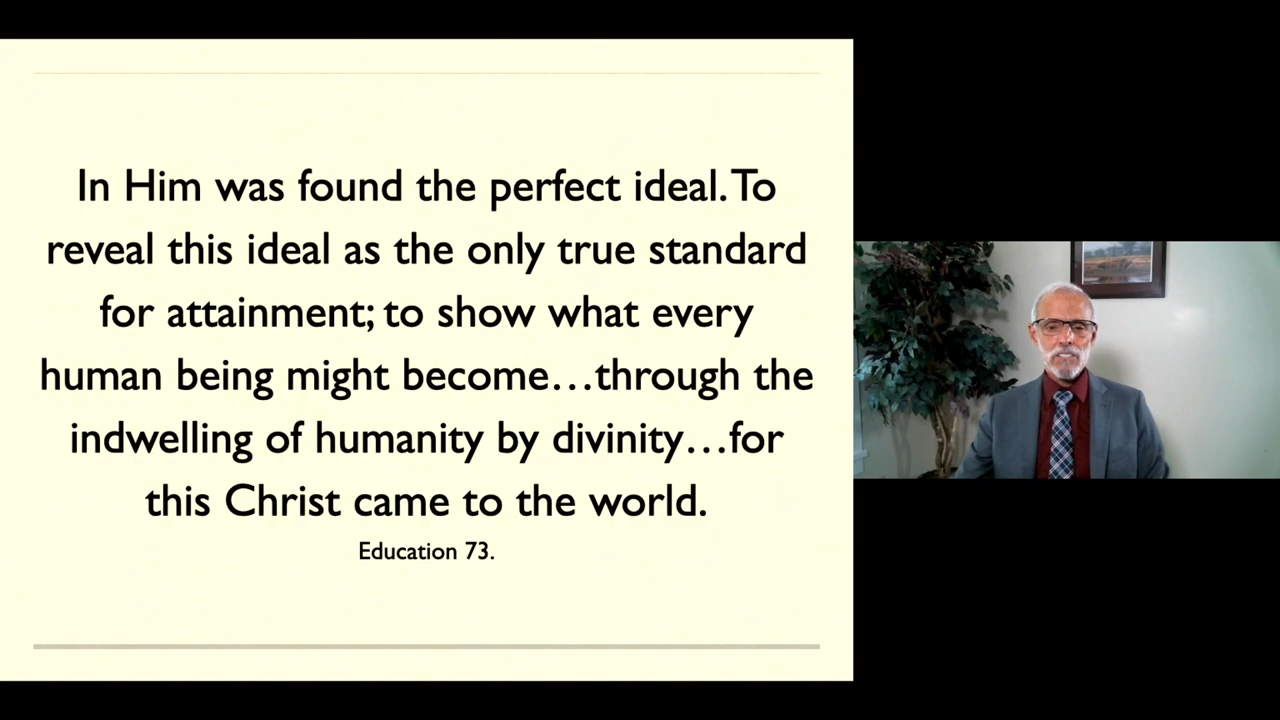 In Him was found the perfect ideal. To
reveal this ideal as the only true standard
for attainment; to show what every
human being might become…through the
indwelling of humanity by divinity…for
this Christ came to the world.
Education 73.